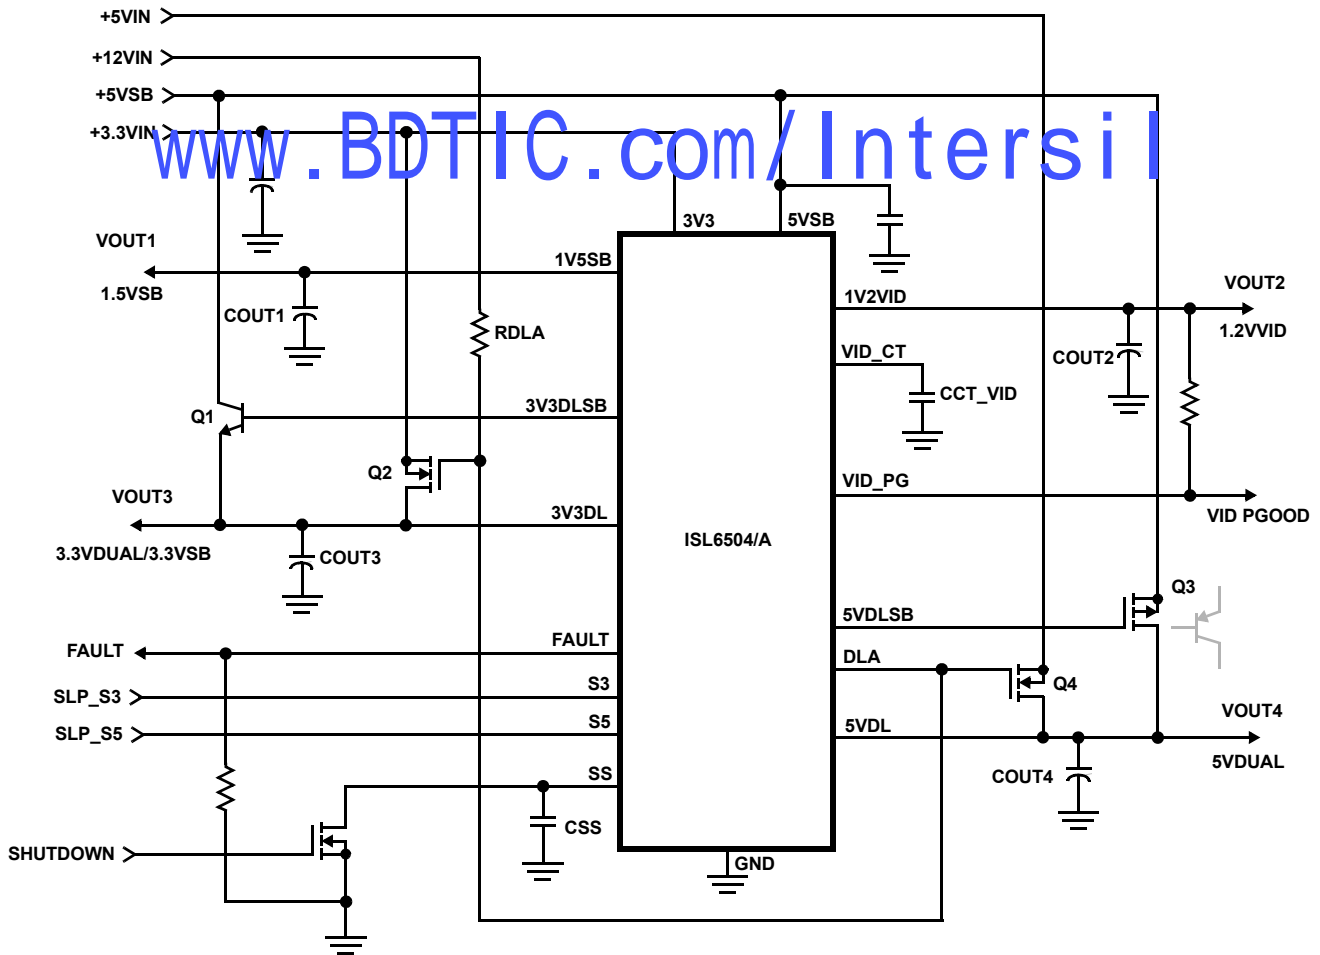 +5VIN
+12VIN
+5VSB
+3.3VIN
www.BDTIC.com/Intersil
3V3
5VSB
VOUT1
1V5SB
1.5VSB
COUT1
RDLA
1V2VID
VOUT2
1.2VVID
COUT2
VID_CT
CCT_VID
Q1
3V3DLSB
Q2
VID_PG
VID PGOOD
VOUT3
3V3DL
3.3VDUAL/3.3VSB
COUT3
ISL6504/A
Q3
5VDLSB
FAULT
FAULT
DLA
Q4
SLP_S3
S3
SLP_S5
S5
5VDL
VOUT4
5VDUAL
COUT4
SS
CSS
SHUTDOWN
GND